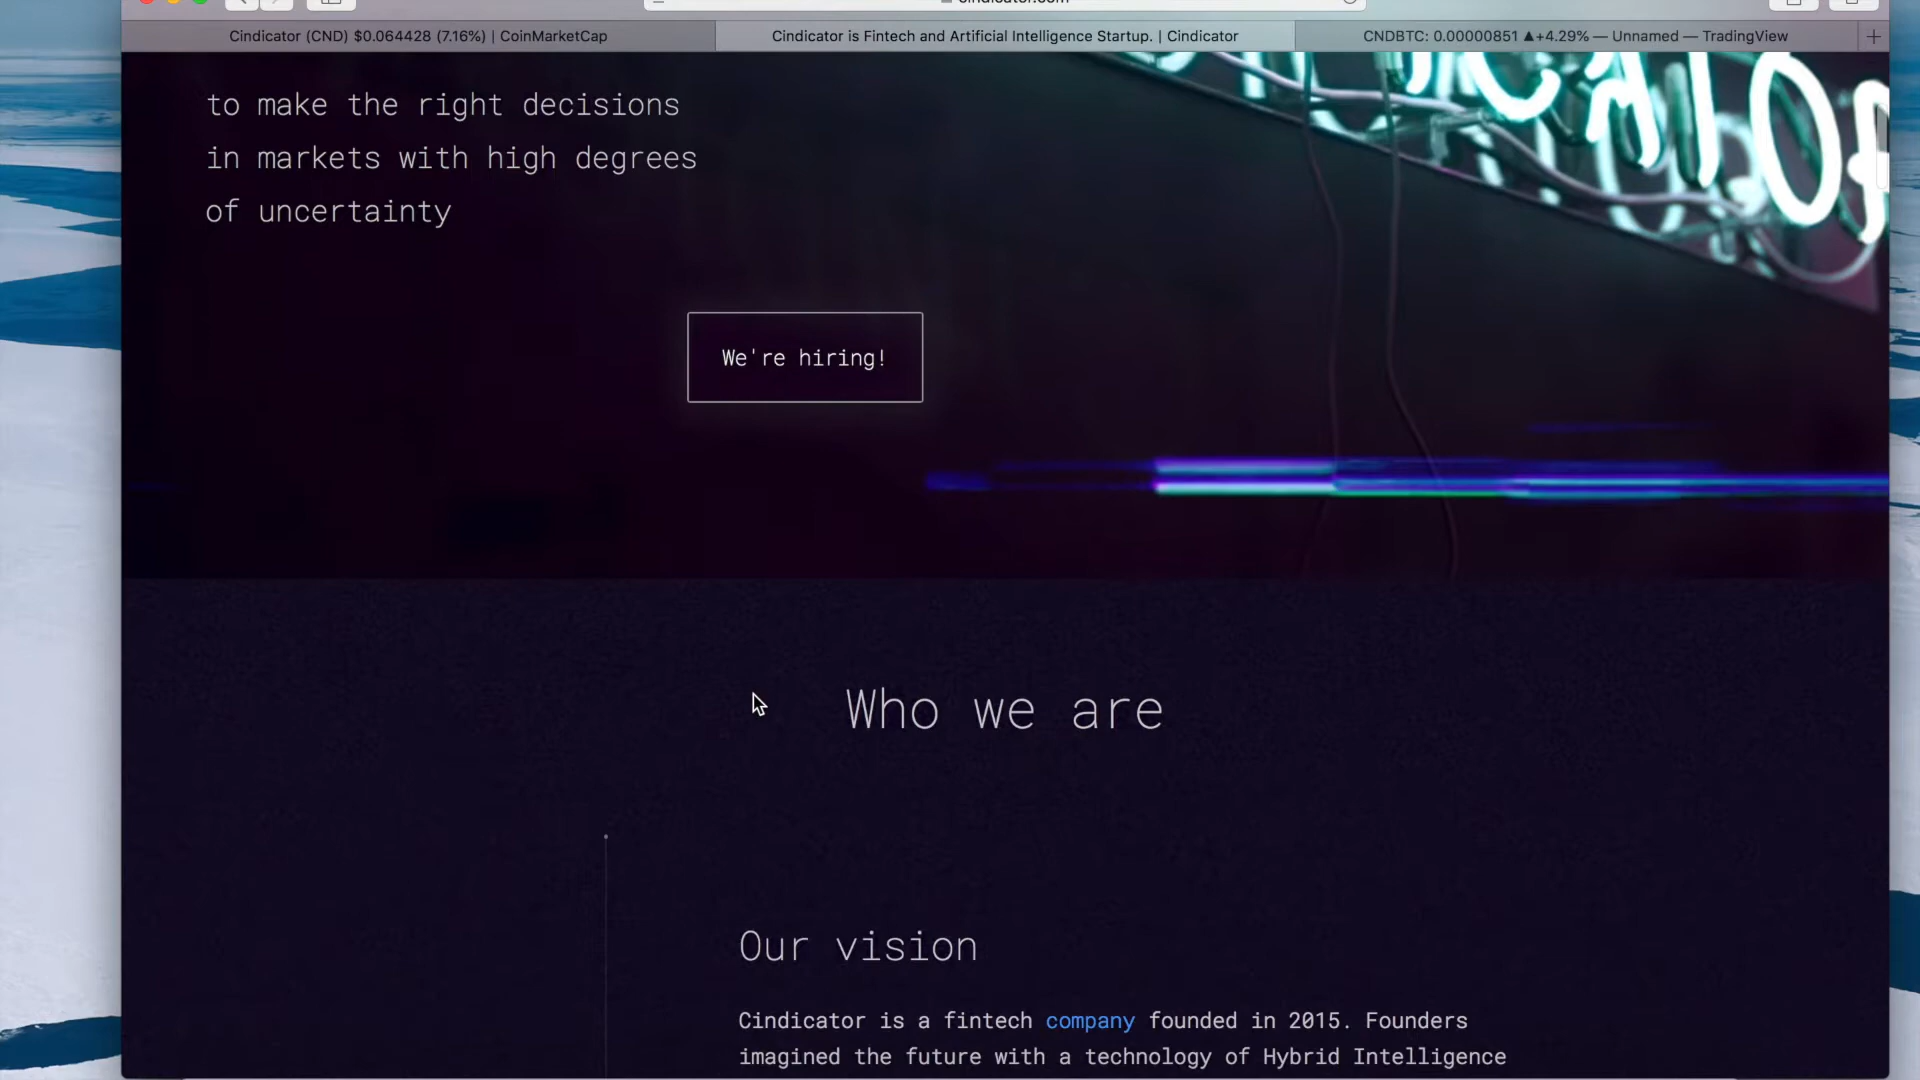 Cindicator (CND) $0.064428 (7.16%) | CoinMarketCap
Cindicator is Fintech and Artificial Intelligence Startup. | Cindicator
CNDBTC: 0.00000851 ▲+4.29% — Unnamed — TradingView
to make the right decisions
in markets with high degrees
of uncertainty
We're hiring!
Who we are
Our vision
Cindicator is a fintech company founded in 2015. Founders
imagined the future with a technology of Hybrid Intelligence